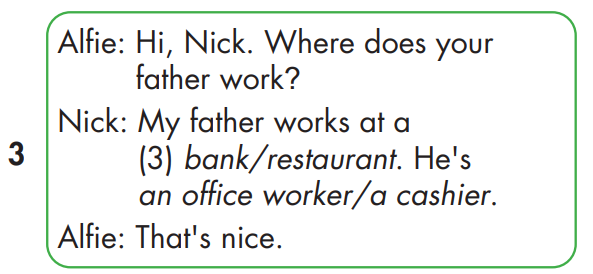 Alfie: Hi, Nick. Where does your
father work?
3
Nick: My father works at a
(3) bank/restaurant. He's
an office worker/a cashier.
Alfie: That's nice.